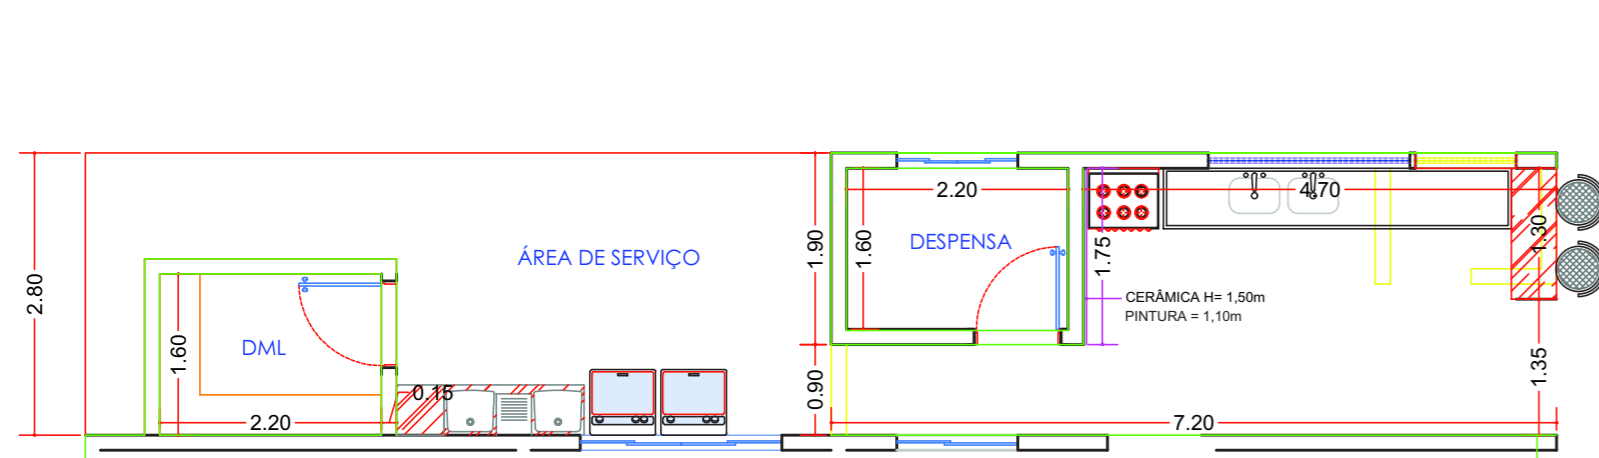 2.20
4.70
1.90
1.60
DESPENSA
1.30
ÁREA DE SERVIÇO
1.75
2.80
CERÂMICA H= 1,50m
PINTURA = 1,10m
DML
1.60
0.15
0.90
1.35
2.20
7.20